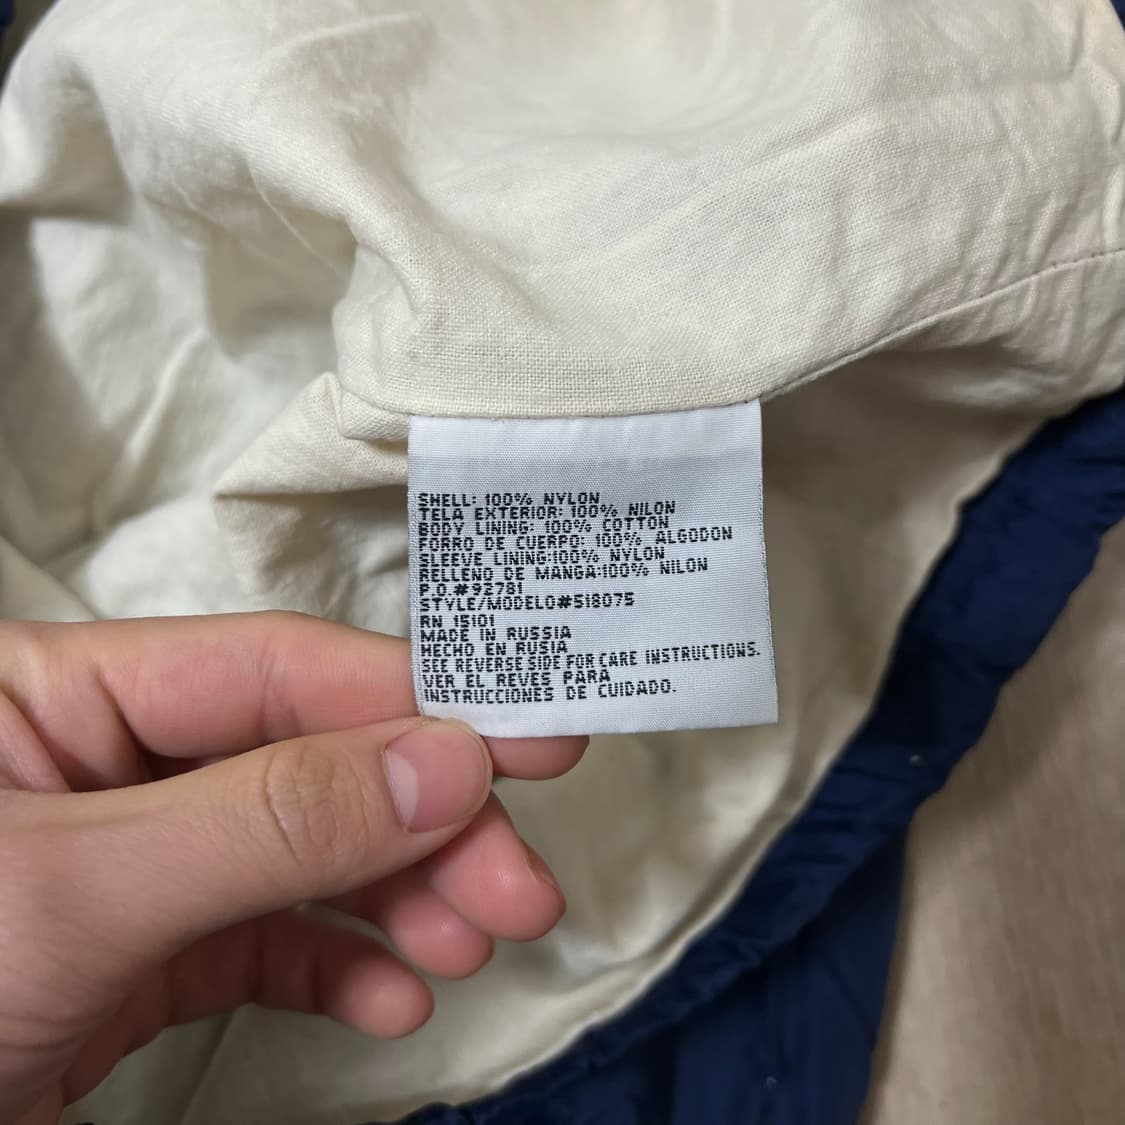 SHELL: 100% NYLON
TELA EXTERIOR: 100% NILON
BODY LINING: 100% COTTON
FORRO DE CUERPO: 100% ALGODON
SLEEVE LINING:100% NYLON
RELLENO DE MANGA:100% NILON
P.O.#92781
STYLE/MODELO#518075
RN 15101
MADE IN RUSSIA
HECHO EN RUSIA
SEE REVERSE SIDE FOR CARE INSTRUCTIONS.
VER EL REVES PARA
INSTRUCCIONES DE CUIDADO.